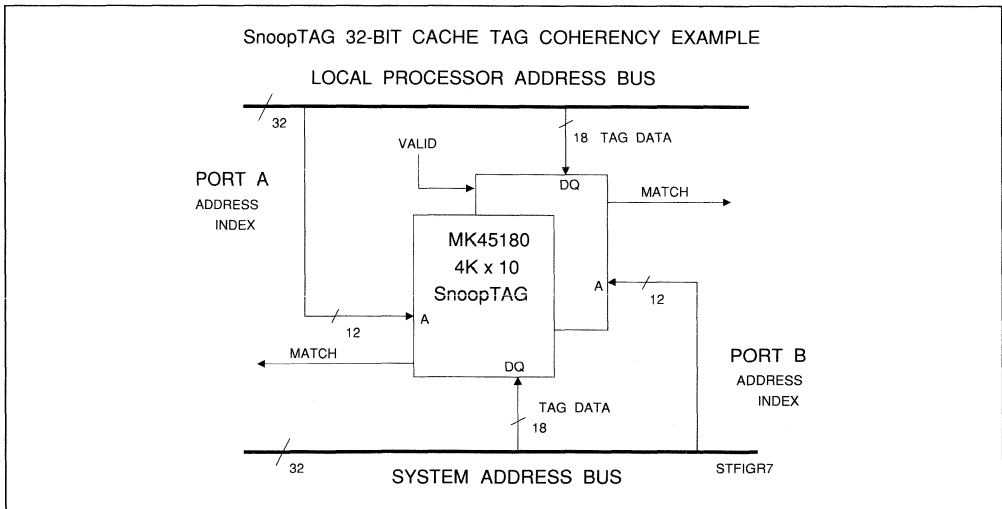 SnoopTAG 32-BIT CACHE TAG COHERENCY EXAMPLE
LOCAL PROCESSOR ADDRESS BUS
32
18 TAG DATA
VALID
PORT A
ADDRESS
INDEX
DQ
MATCH
MK45180
4K x 10
SnoopTAG
A
12
A
12
MATCH
DQ
PORT B
ADDRESS
INDEX
TAG DATA
18
32
SYSTEM ADDRESS BUS
STFIGR7